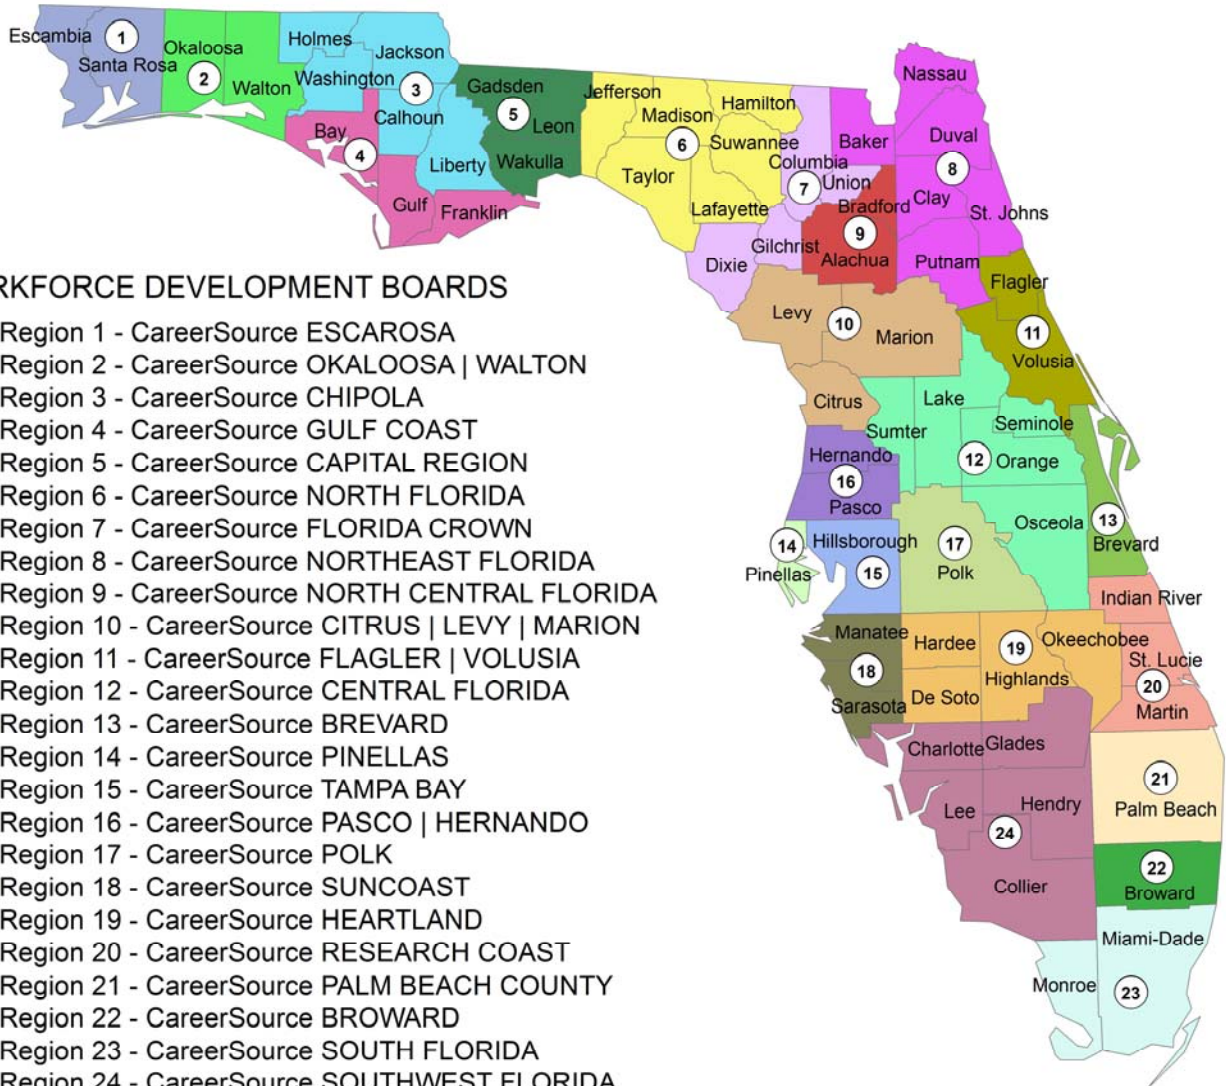 Escambia
1
Santa Rosa
Okaloosa
2
Walton
Holmes
Jackson
Washington
3
Calhoun
Liberty
Bay
4
Gulf
Franklin
Gadsden
5
Leon
Wakulla
Jefferson
Madison
Hamilton
6
Suwannee
Taylor
Lafayette
Columbia
7
Union
Gilchrist
Dixie
Nassau
Baker
Duval
8
Clay
St. Johns
Putnam
Bradford
9
Alachua
Flagler
11
Volusia
Levy
10
Marion
Citrus
Lake
Sumter
Seminole
12
Orange
Osceola
Hernando
16
Pasco
13
Brevard
14
Pinellas
Hillsborough
15
17
Polk
Indian River
St. Lucie
20
Martin
Manatee
18
Sarasota
Hardee
19
Okeechobee
Highlands
De Soto
Charlotte
Glades
Lee
Hendry
24
Collier
21
Palm Beach
22
Broward
Miami-Dade
Monroe
23
RKFORCE DEVELOPMENT BOARDS
Region 1 - CareerSource ESCAROSA
Region 2 - CareerSource OKALOOSA | WALTON
Region 3 - CareerSource CHIPOLA
Region 4 - CareerSource GULF COAST
Region 5 - CareerSource CAPITAL REGION
Region 6 - CareerSource NORTH FLORIDA
Region 7 - CareerSource FLORIDA CROWN
Region 8 - CareerSource NORTHEAST FLORIDA
Region 9 - CareerSource NORTH CENTRAL FLORIDA
Region 10 - CareerSource CITRUS | LEVY | MARION
Region 11 - CareerSource FLAGLER | VOLUSIA
Region 12 - CareerSource CENTRAL FLORIDA
Region 13 - CareerSource BREVARD
Region 14 - CareerSource PINELLAS
Region 15 - CareerSource TAMPA BAY
Region 16 - CareerSource PASCO | HERNANDO
Region 17 - CareerSource POLK
Region 18 - CareerSource SUNCOAST
Region 19 - CareerSource HEARTLAND
Region 20 - CareerSource RESEARCH COAST
Region 21 - CareerSource PALM BEACH COUNTY
Region 22 - CareerSource BROWARD
Region 23 - CareerSource SOUTH FLORIDA
Region 24 - CareerSource SOUTHWEST FLORIDA